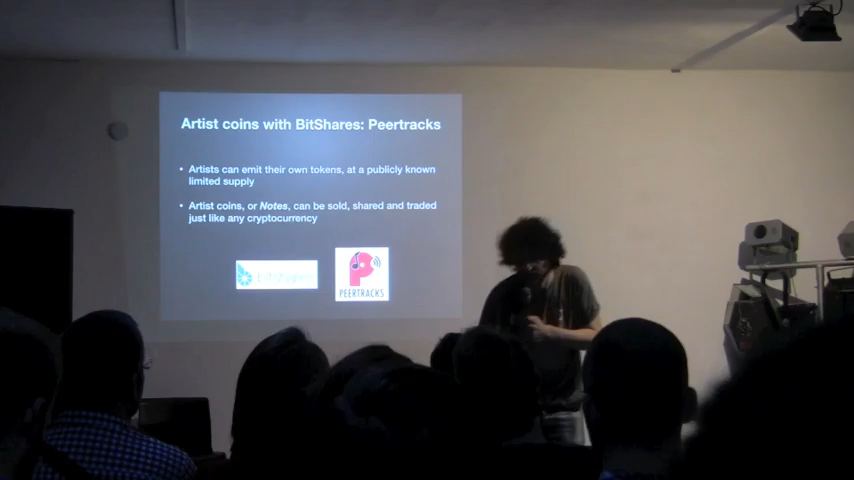 Artist coins with BitShares: Peertracks
• Artists can emit their own tokens, at a publicly known
limited supply
• Artist coins, or Notes, can be sold, shared and traded
just like any cryptocurrency
bitshares
PEERTRACKS